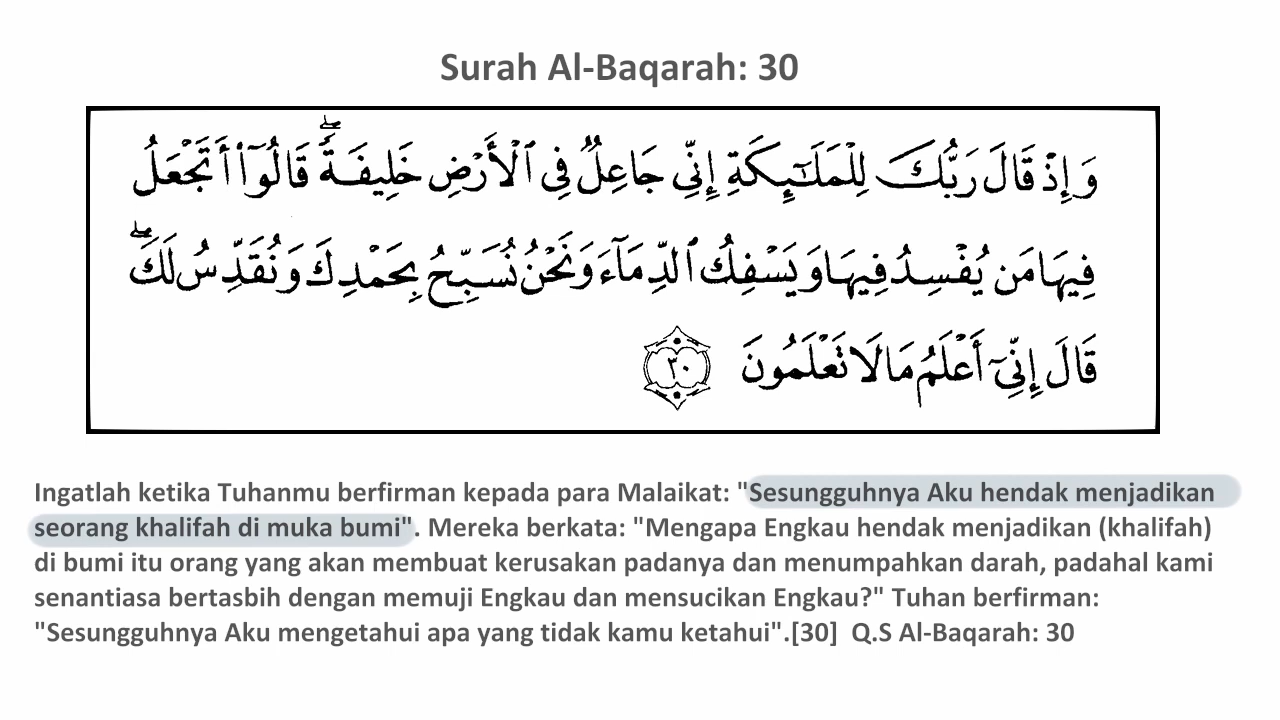 Surah Al-Baqarah: 30
وَإِذْ قَالَ رَبُّكَ لِلْمَلَـٰٓئِكَةِ إِنِّي جَاعِلٌ فِي ٱلْأَرْضِ خَلِيفَةً ۖ قَالُوٓا۟ أَتَجْعَلُ
فِيهَا مَن يُفْسِدُ فِيهَا وَيَسْفِكُ ٱلدِّمَآءَ وَنَحْنُ نُسَبِّحُ بِحَمْدِكَ وَنُقَدِّسُ لَكَ ۖ
قَالَ إِنِّيٓ أَعْلَمُ مَا لَا تَعْلَمُونَ ٣٠
Ingatlah ketika Tuhanmu berfirman kepada para Malaikat: "Sesungguhnya Aku hendak menjadikan
seorang khalifah di muka bumi". Mereka berkata: "Mengapa Engkau hendak menjadikan (khalifah)
di bumi itu orang yang akan membuat kerusakan padanya dan menumpahkan darah, padahal kami
senantiasa bertasbih dengan memuji Engkau dan mensucikan Engkau?" Tuhan berfirman:
"Sesungguhnya Aku mengetahui apa yang tidak kamu ketahui".[30]  Q.S Al-Baqarah: 30